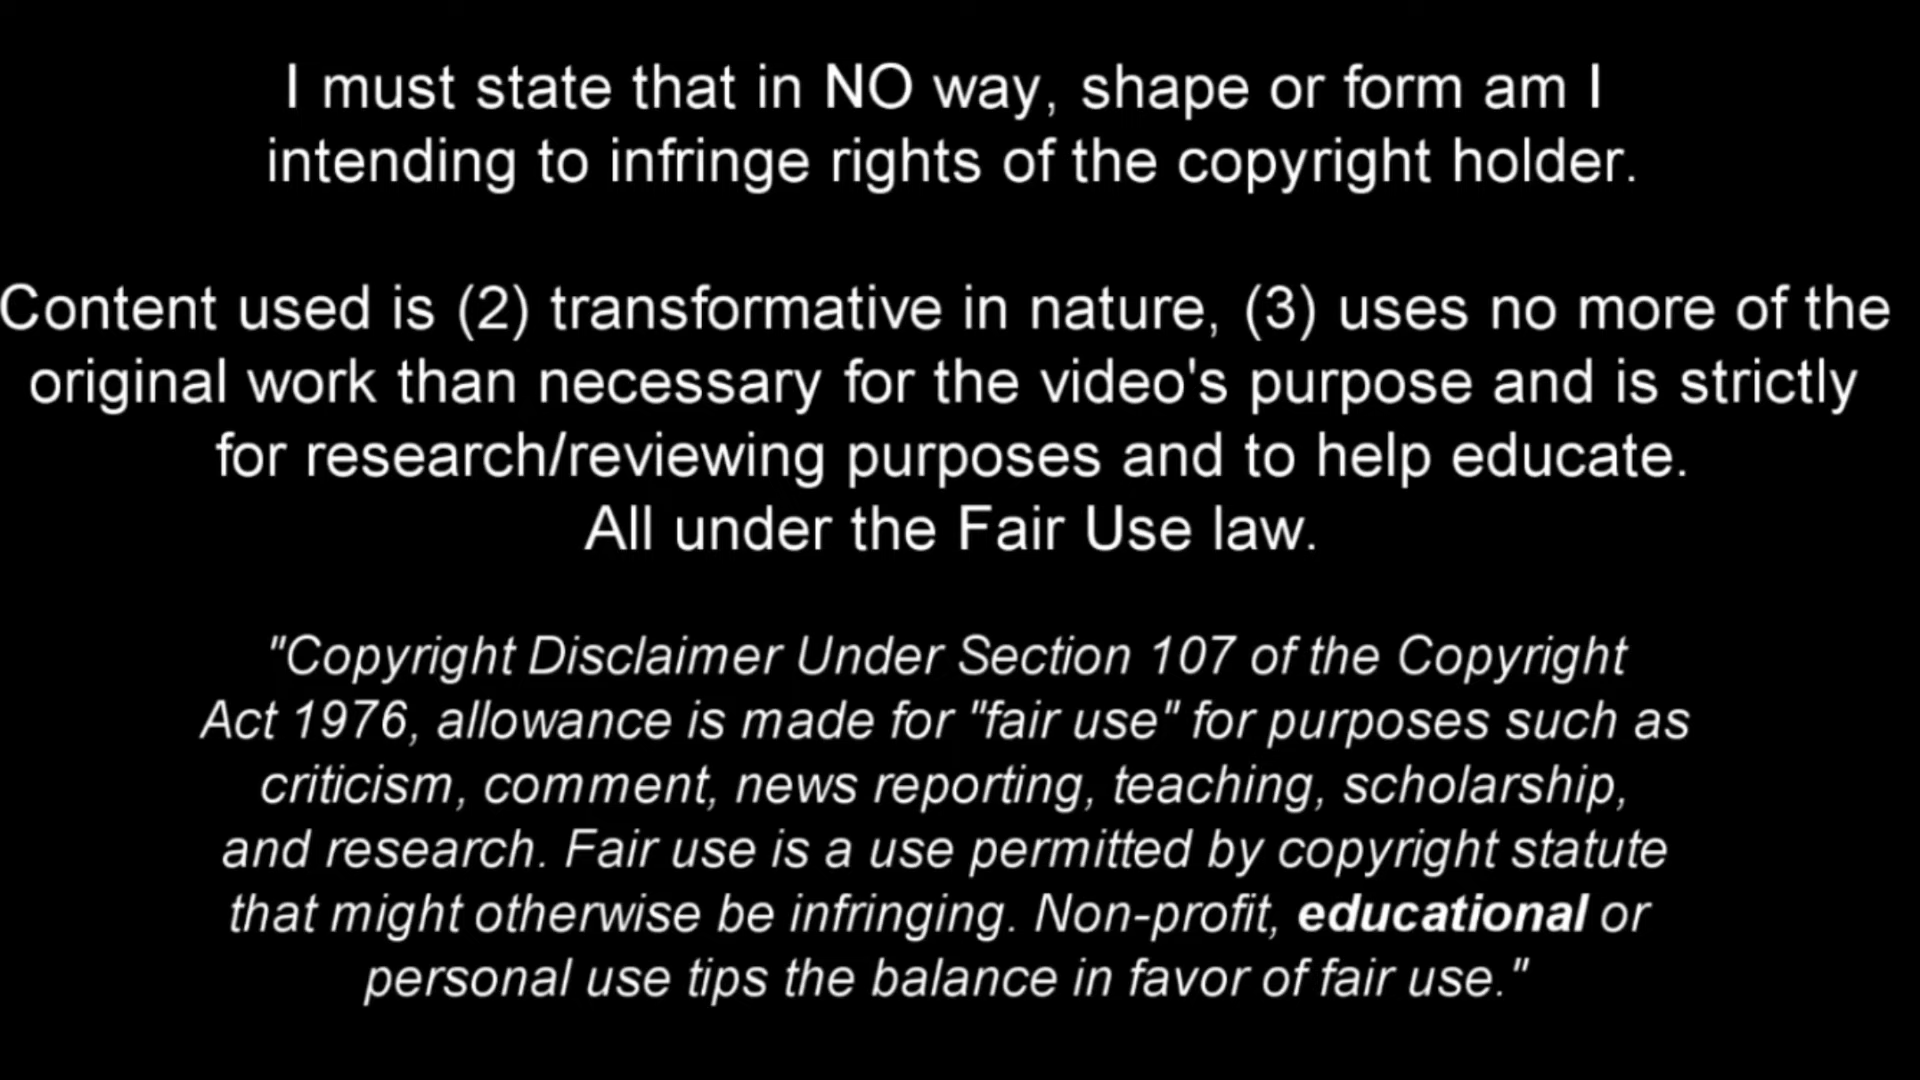 I must state that in NO way, shape or form am I
intending to infringe rights of the copyright holder.
Content used is (2) transformative in nature, (3) uses no more of the
original work than necessary for the video's purpose and is strictly
for research/reviewing purposes and to help educate.
All under the Fair Use law.
"Copyright Disclaimer Under Section 107 of the Copyright
Act 1976, allowance is made for "fair use" for purposes such as
criticism, comment, news reporting, teaching, scholarship,
and research. Fair use is a use permitted by copyright statute
that might otherwise be infringing. Non-profit, educational or
personal use tips the balance in favor of fair use."